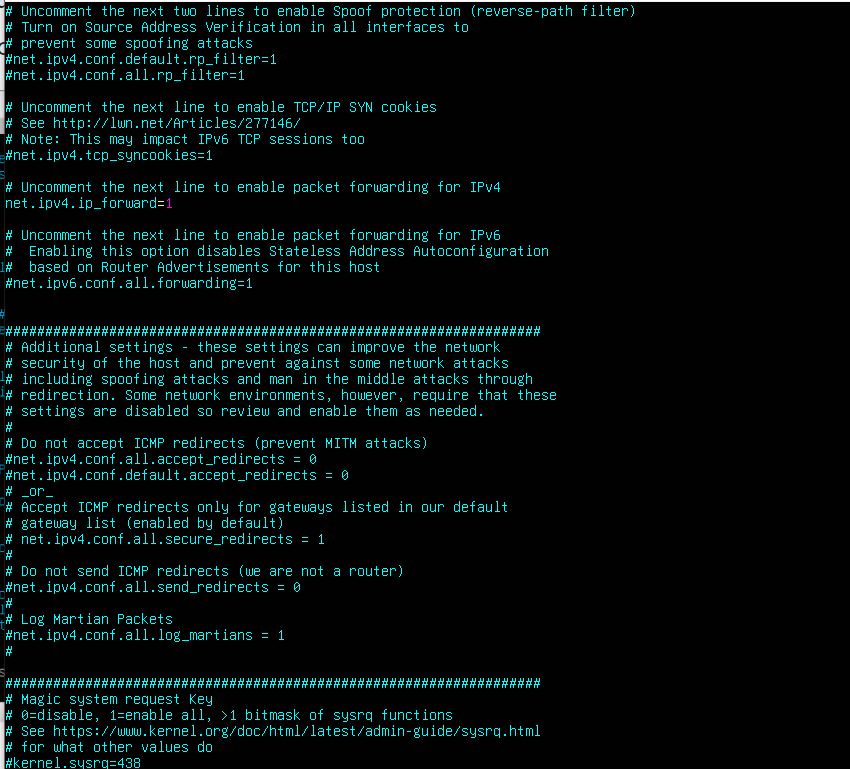 # Uncomment the next two lines to enable Spoof protection (reverse-path filter)
# Turn on Source Address Verification in all interfaces to
# prevent some spoofing attacks
#net.ipv4.conf.default.rp_filter=1
#net.ipv4.conf.all.rp_filter=1
# Uncomment the next line to enable TCP/IP SYN cookies
# See http://lwn.net/Articles/277146/
# Note: This may impact IPv6 TCP sessions too
#net.ipv4.tcp_syncookies=1
# Uncomment the next line to enable packet forwarding for IPv4
net.ipv4.ip_forward=1
# Uncomment the next line to enable packet forwarding for IPv6
#  Enabling this option disables Stateless Address Autoconfiguration
#  based on Router Advertisements for this host
#net.ipv6.conf.all.forwarding=1
###################################################################
# Additional settings - these settings can improve the network
# security of the host and prevent against some network attacks
# including spoofing attacks and man in the middle attacks through
# redirection. Some network environments, however, require that these
# settings are disabled so review and enable them as needed.
#
# Do not accept ICMP redirects (prevent MITM attacks)
#net.ipv4.conf.all.accept_redirects = 0
#net.ipv4.conf.default.accept_redirects = 0
# _or_
# Accept ICMP redirects only for gateways listed in our default
# gateway list (enabled by default)
# net.ipv4.conf.all.secure_redirects = 1
#
# Do not send ICMP redirects (we are not a router)
#net.ipv4.conf.all.send_redirects = 0
#
# Log Martian Packets
#net.ipv4.conf.all.log_martians = 1
#
###################################################################
# Magic system request Key
# 0=disable, 1=enable all, >1 bitmask of sysrq functions
# See https://www.kernel.org/doc/html/latest/admin-guide/sysrq.html
# for what other values do
#kernel.sysrq=438